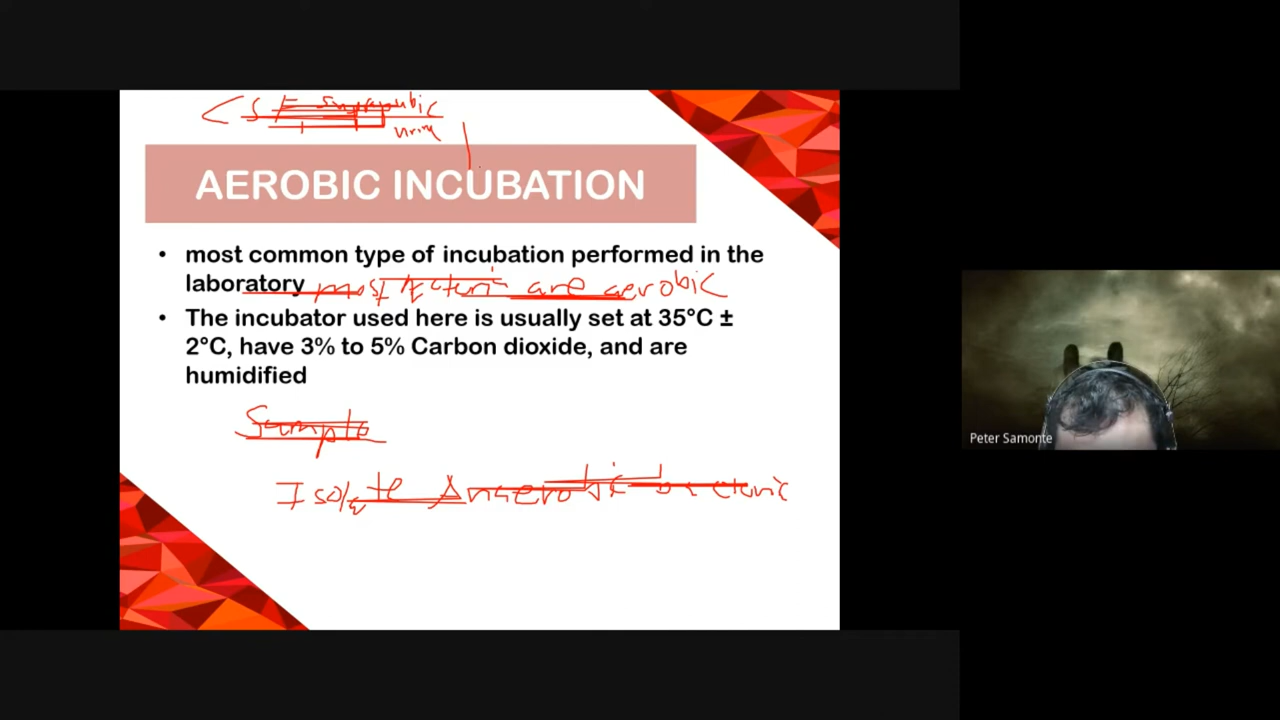 CSF suprapubic
urine
AEROBIC INCUBATION
• most common type of incubation performed in the
laboratory most bacteria are aerobic
• The incubator used here is usually set at 35°C ±
2°C, have 3% to 5% Carbon dioxide, and are
humidified
Sample
Isolate Anaerobic bacteria
Peter Samonte